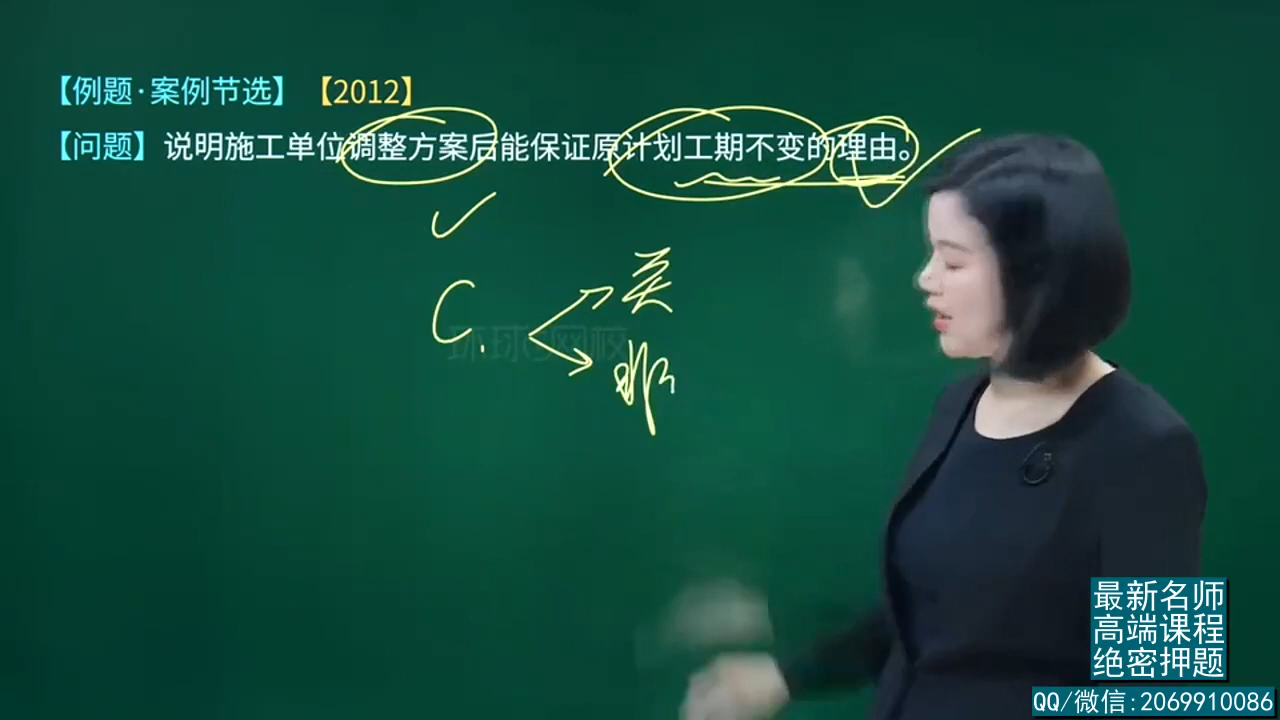 【例题·案例节选】【2012】
【问题】说明施工单位调整方案后能保证原计划工期不变的理由。
C.
关
非
环球网校
最新名师
高端课程
绝密押题
QQ/微信:2069910086